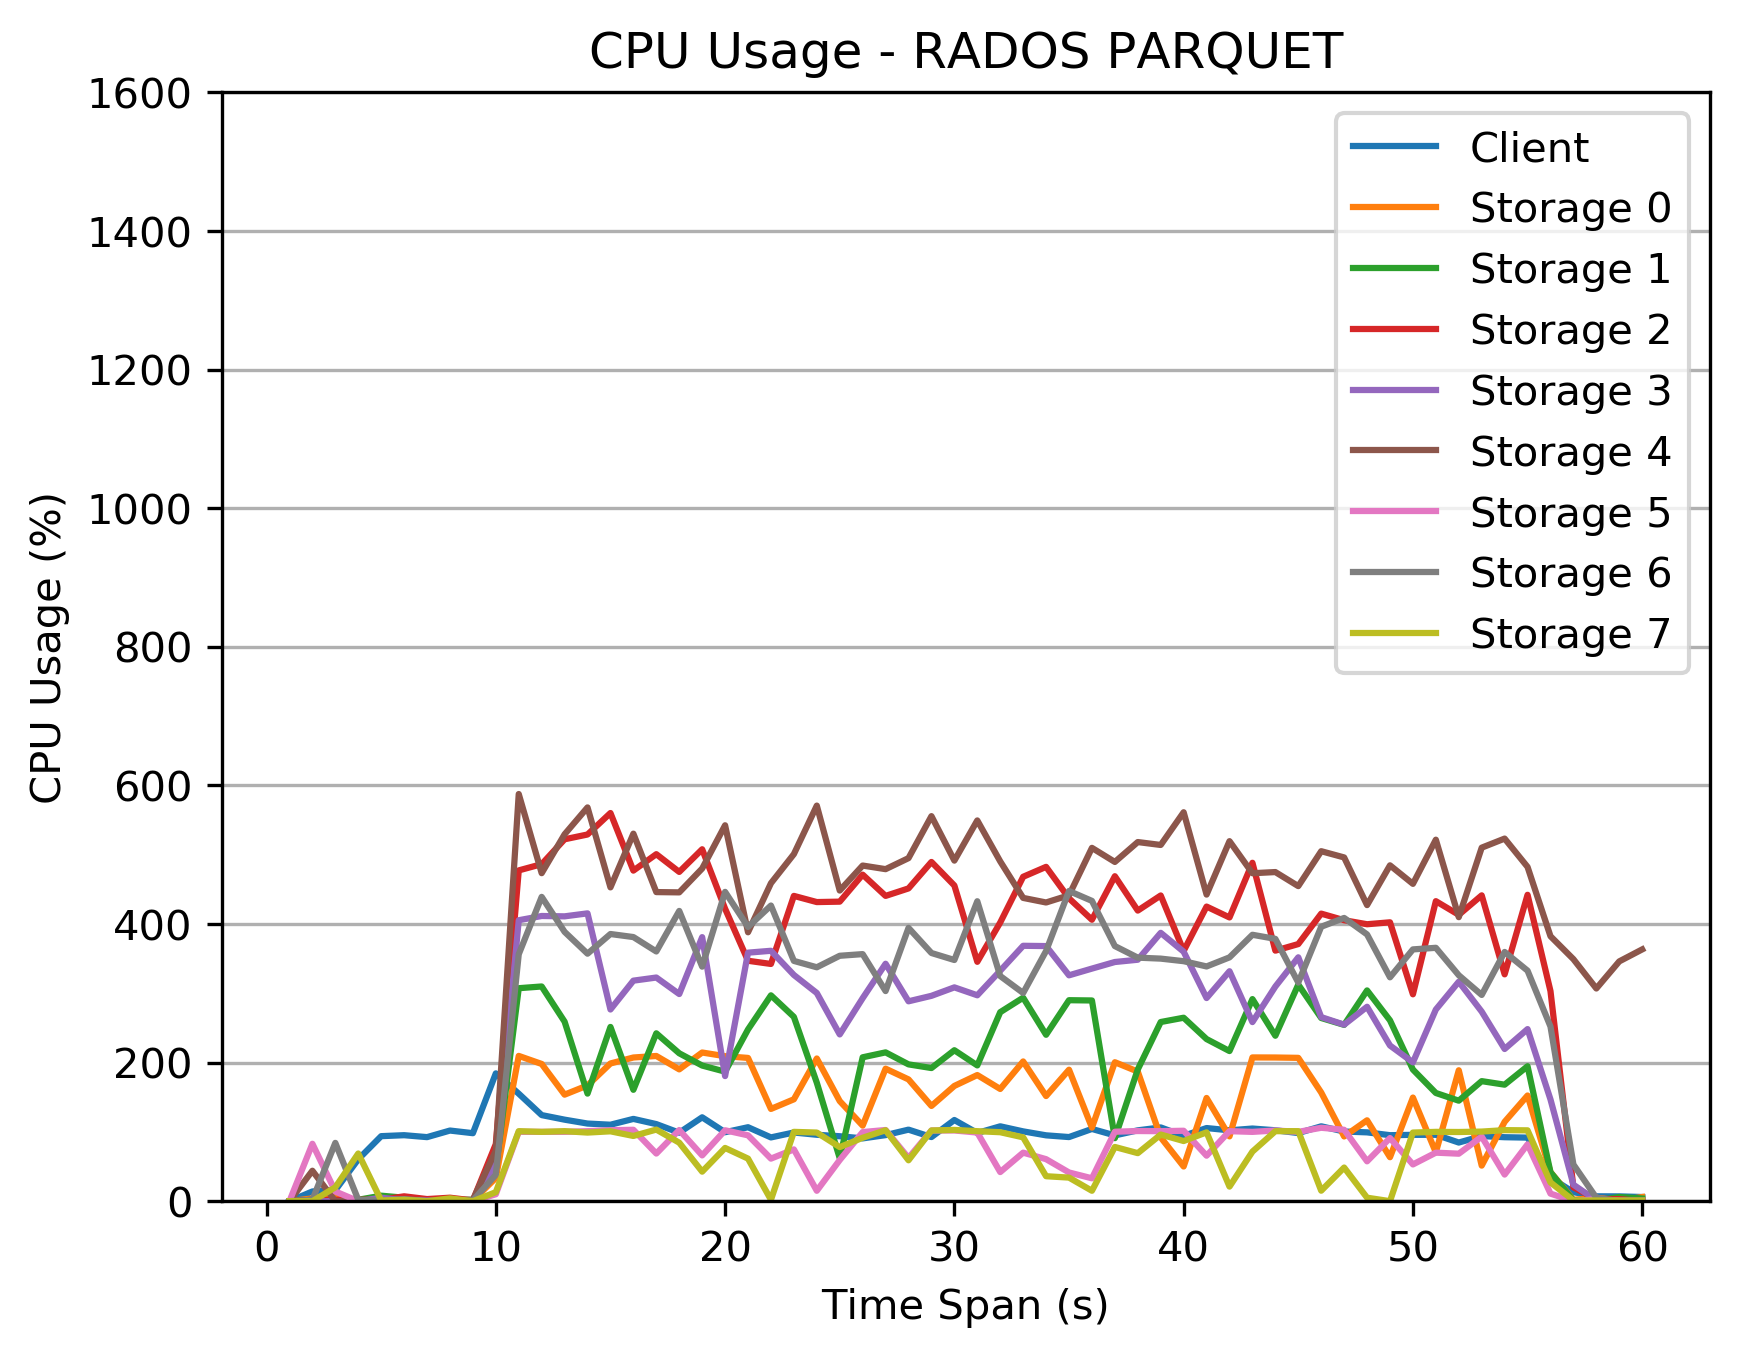 CPU Usage - RADOS PARQUET
1600
1400
1200
1000
800
600
400
200
0
CPU Usage (%)
Client
Storage 0
Storage 1
Storage 2
Storage 3
Storage 4
Storage 5
Storage 6
Storage 7
0 10 20 30 40 50 60
Time Span (s)